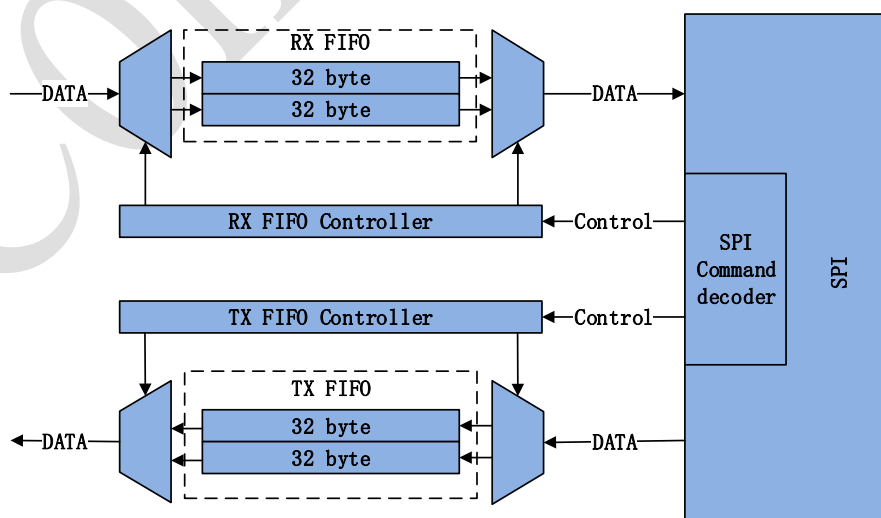 RX FIFO
DATA
32 byte
32 byte
DATA
RX FIFO Controller
Control
SPI
Command
decoder
SPI
TX FIFO Controller
Control
TX FIFO
DATA
32 byte
32 byte
DATA